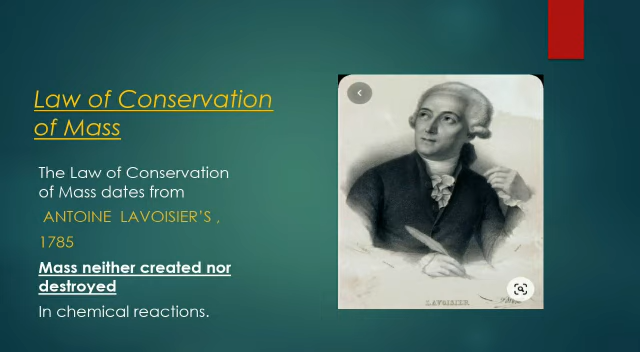 Law of Conservation
of Mass
The Law of Conservation
of Mass dates from
ANTOINE LAVOISIER'S ,
1785
Mass neither created nor
destroyed
In chemical reactions.
LAVOISIER